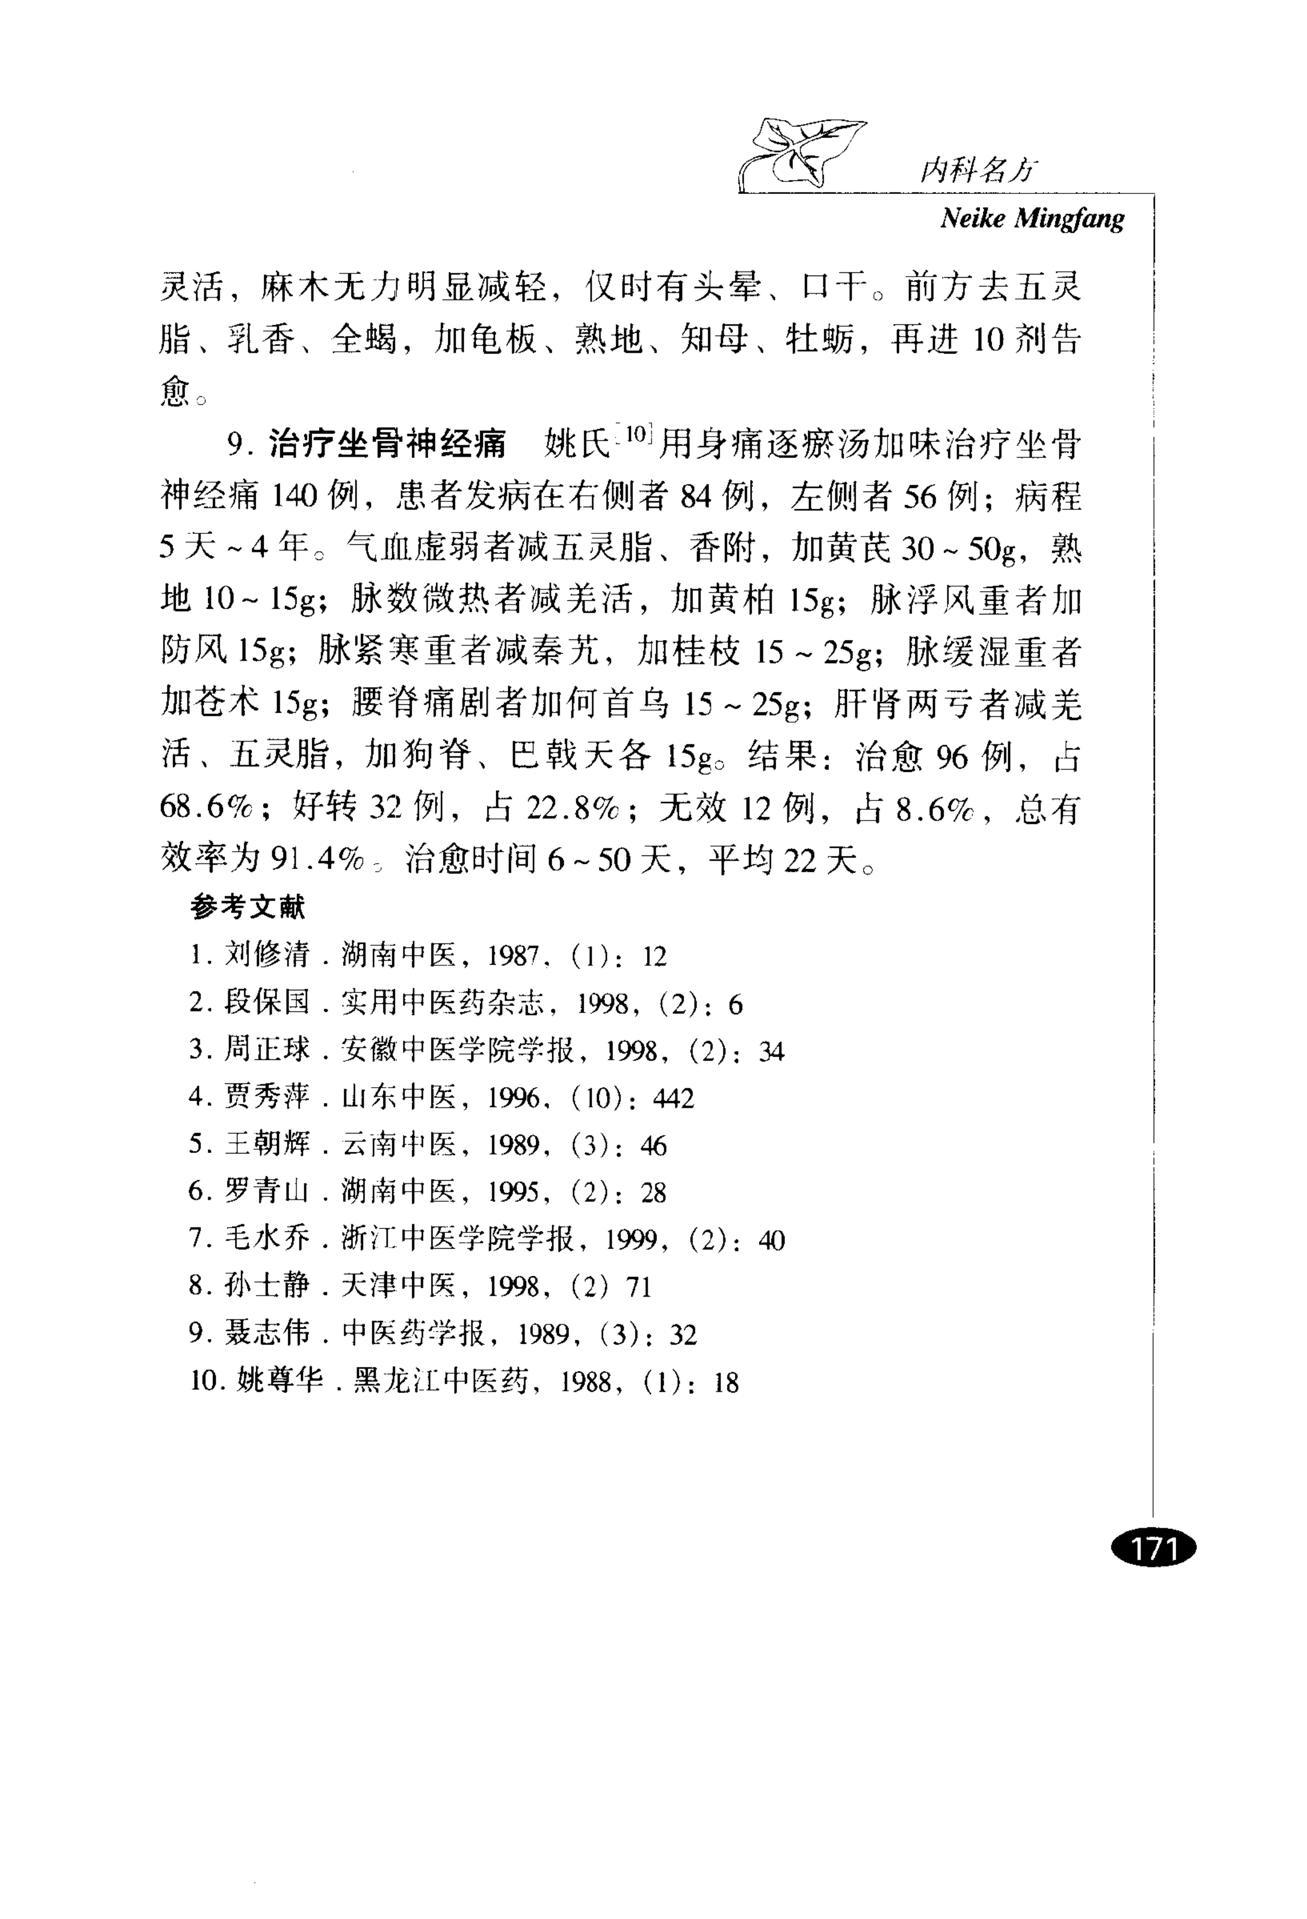 内科名方
Neike Mingfang
灵活，麻木无力明显减轻，仅时有头晕、口干。前方去五灵
脂、乳香、全蝎，加龟板、熟地、知母、牡蛎，再进 10 剂告
愈。
9. 治疗坐骨神经痛　姚氏[10]用身痛逐瘀汤加味治疗坐骨
神经痛 140 例，患者发病在右侧者 84 例，左侧者 56 例；病程
5 天～4 年。气血虚弱者减五灵脂、香附，加黄芪 30～50g，熟
地 10～15g；脉数微热者减羌活，加黄柏 15g；脉浮风重者加
防风 15g；脉紧寒重者减秦艽，加桂枝 15～25g；脉缓湿重者
加苍术 15g；腰脊痛剧者加何首乌 15～25g；肝肾两亏者减羌
活、五灵脂，加狗脊、巴戟天各 15g。结果：治愈 96 例，占
68.6%；好转 32 例，占 22.8%；无效 12 例，占 8.6%，总有
效率为 91.4%。治愈时间 6～50 天，平均 22 天。
参考文献
1. 刘修清．湖南中医，1987，(1)：12
2. 段保国．实用中医药杂志，1998，(2)：6
3. 周正球．安徽中医学院学报，1998，(2)：34
4. 贾秀萍．山东中医，1996，(10)：442
5. 王朝辉．云南中医，1989，(3)：46
6. 罗青山．湖南中医，1995，(2)：28
7. 毛水乔．浙江中医学院学报，1999，(2)：40
8. 孙士静．天津中医，1998，(2) 71
9. 聂志伟．中医药学报，1989，(3)：32
10. 姚尊华．黑龙江中医药，1988，(1)：18
171